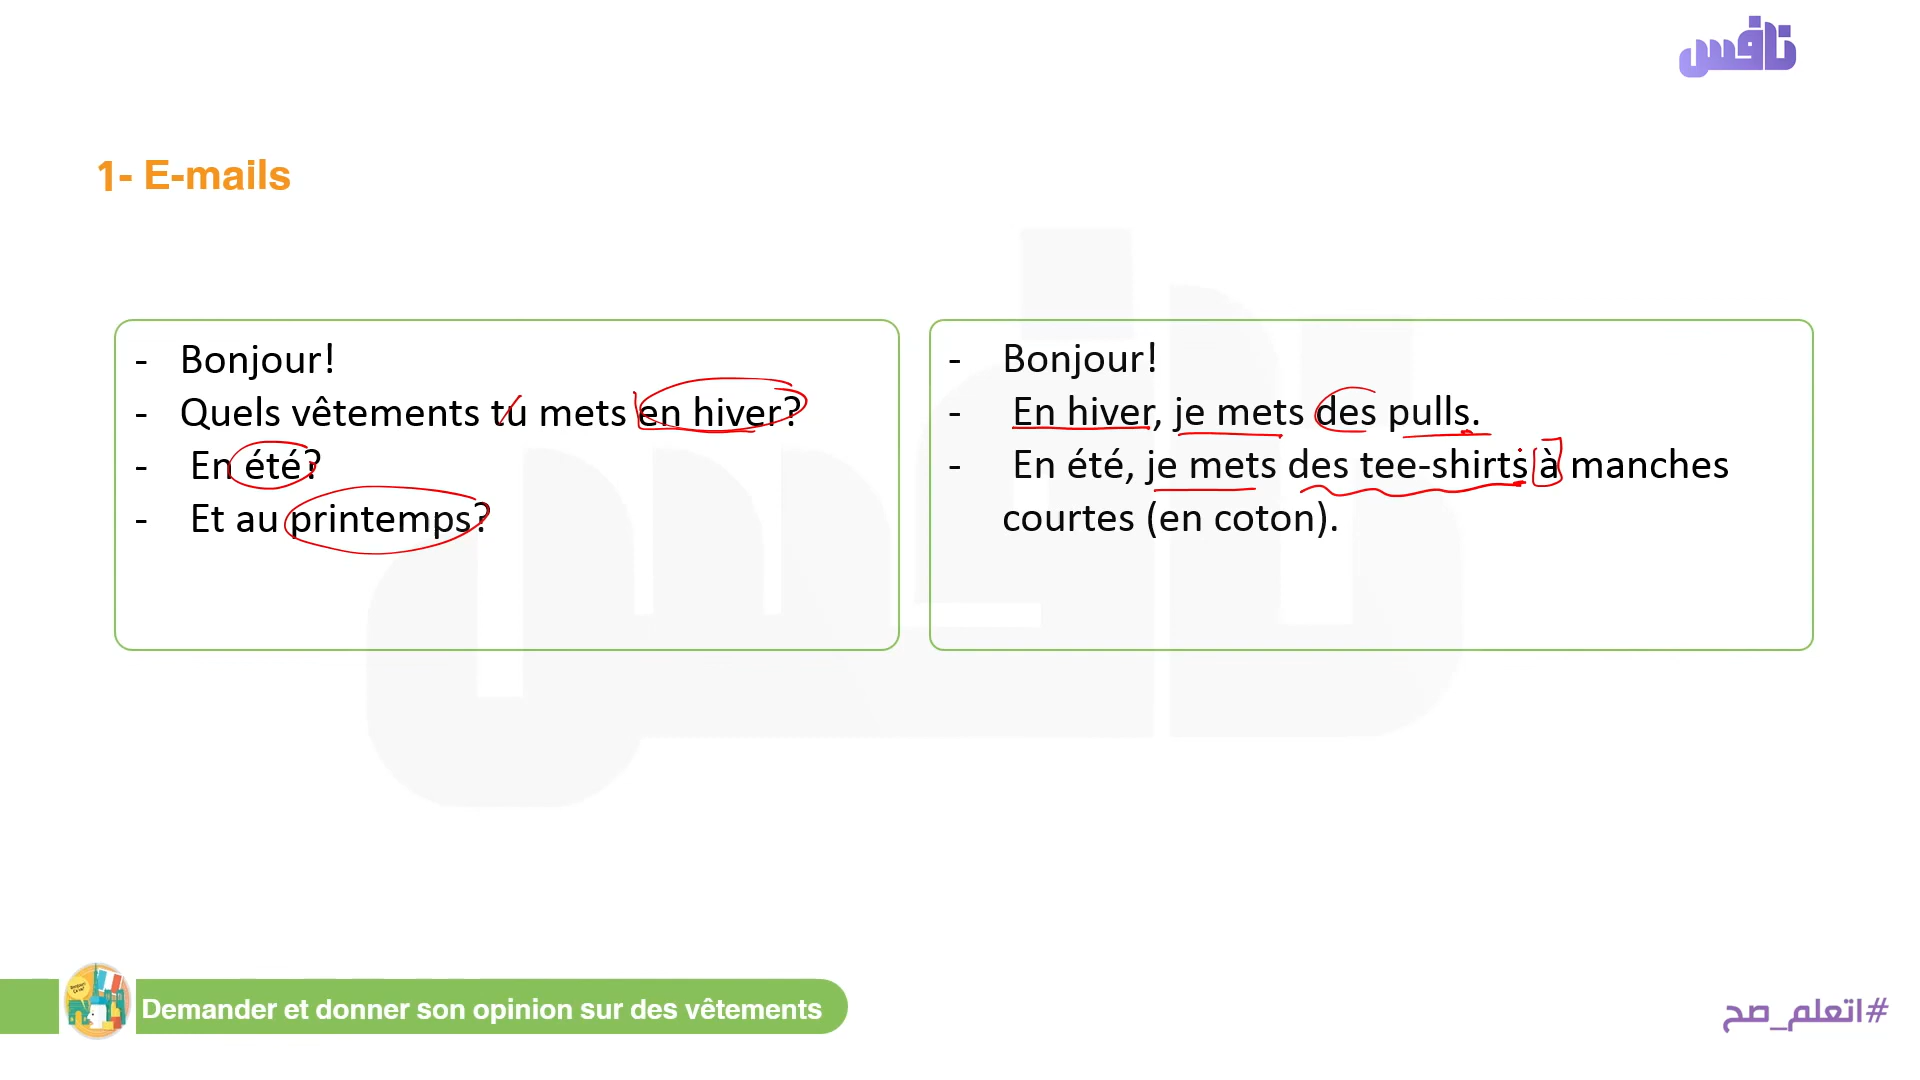 نافس
1- E-mails
- Bonjour!
- Quels vêtements tu mets en hiver?
- En été?
- Et au printemps?
- Bonjour!
- En hiver, je mets des pulls.
- En été, je mets des tee-shirts à manches
courtes (en coton).
Demander et donner son opinion sur des vêtements
#اتعلم_صح